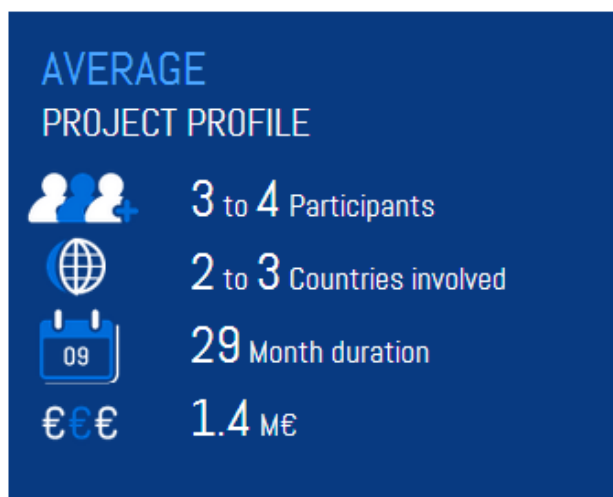 AVERAGE
PROJECT PROFILE
3 to 4 Participants
2 to 3 Countries involved
09
29 Month duration
€€€
1.4 M€